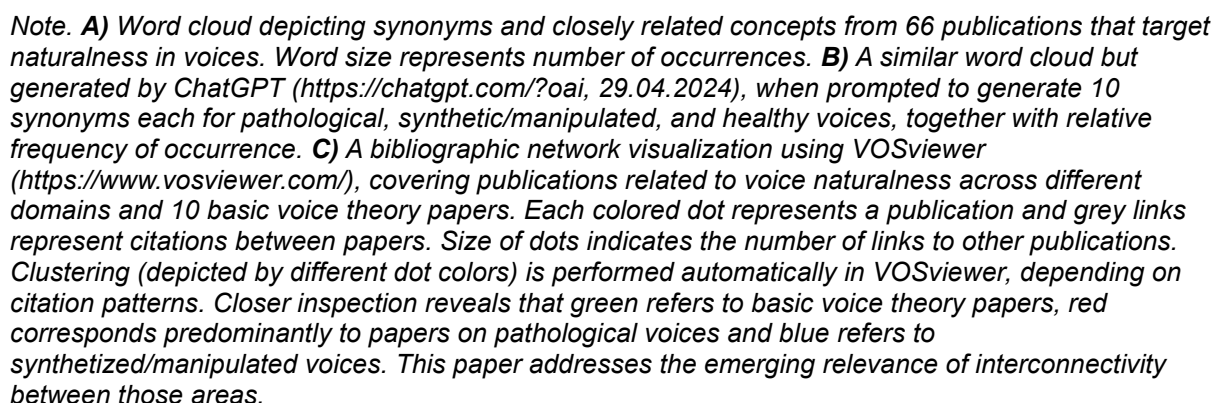 Note. A) Word cloud depicting synonyms and closely related concepts from 66 publications that target
naturalness in voices. Word size represents number of occurrences. B) A similar word cloud but
generated by ChatGPT (https://chatgpt.com/?oai, 29.04.2024), when prompted to generate 10
synonyms each for pathological, synthetic/manipulated, and healthy voices, together with relative
frequency of occurrence. C) A bibliographic network visualization using VOSviewer
(https://www.vosviewer.com/), covering publications related to voice naturalness across different
domains and 10 basic voice theory papers. Each colored dot represents a publication and grey links
represent citations between papers. Size of dots indicates the number of links to other publications.
Clustering (depicted by different dot colors) is performed automatically in VOSviewer, depending on
citation patterns. Closer inspection reveals that green refers to basic voice theory papers, red
corresponds predominantly to papers on pathological voices and blue refers to
synthetized/manipulated voices. This paper addresses the emerging relevance of interconnectivity
between those areas.